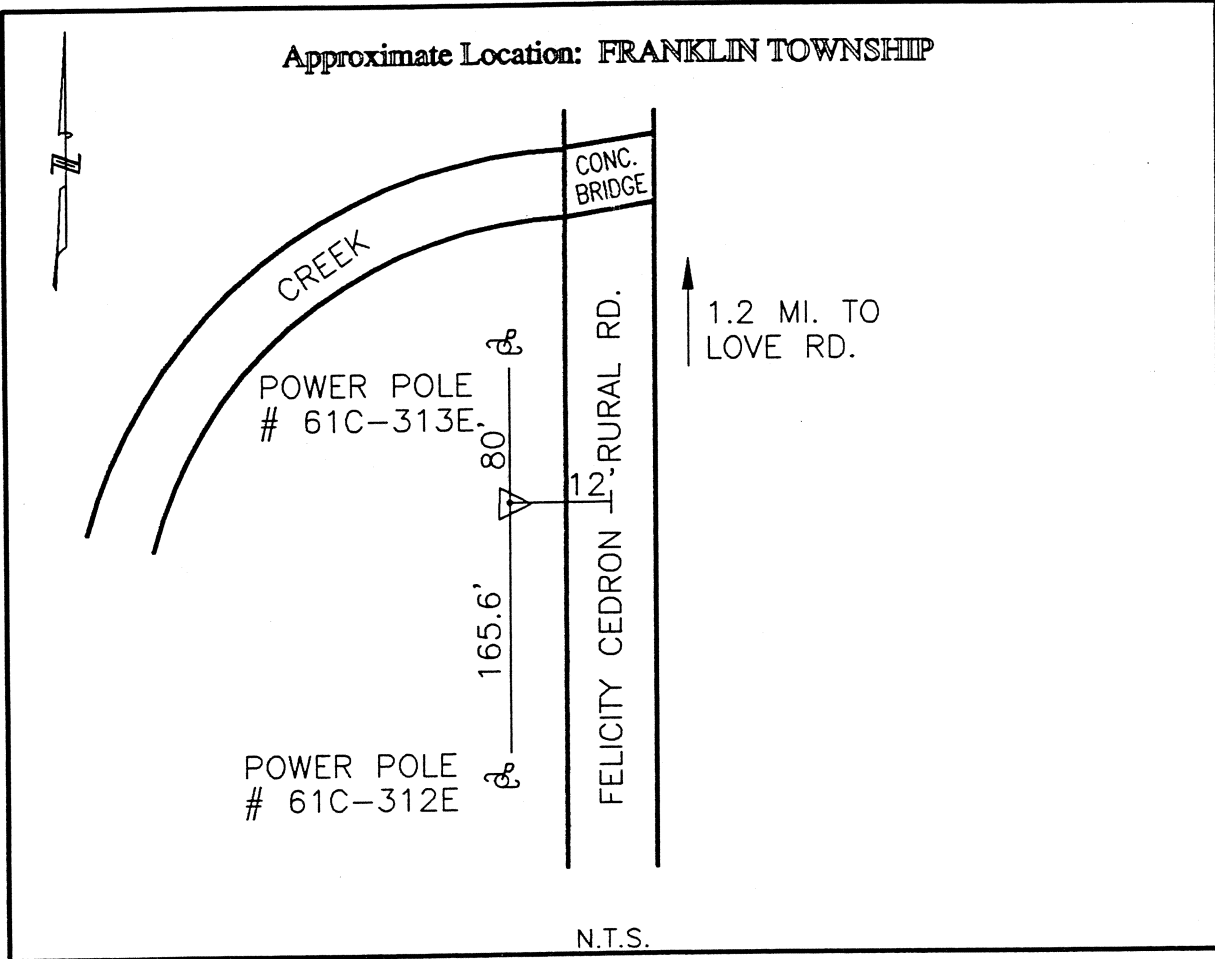 Approximate Location: FRANKLIN TOWNSHIP
N
CONC.
BRIDGE
CREEK
1.2 MI. TO
LOVE RD.
POWER POLE
# 61C-313E
80'
12'
FELICITY CEDRON RURAL RD.
165.6'
POWER POLE
# 61C-312E
N.T.S.